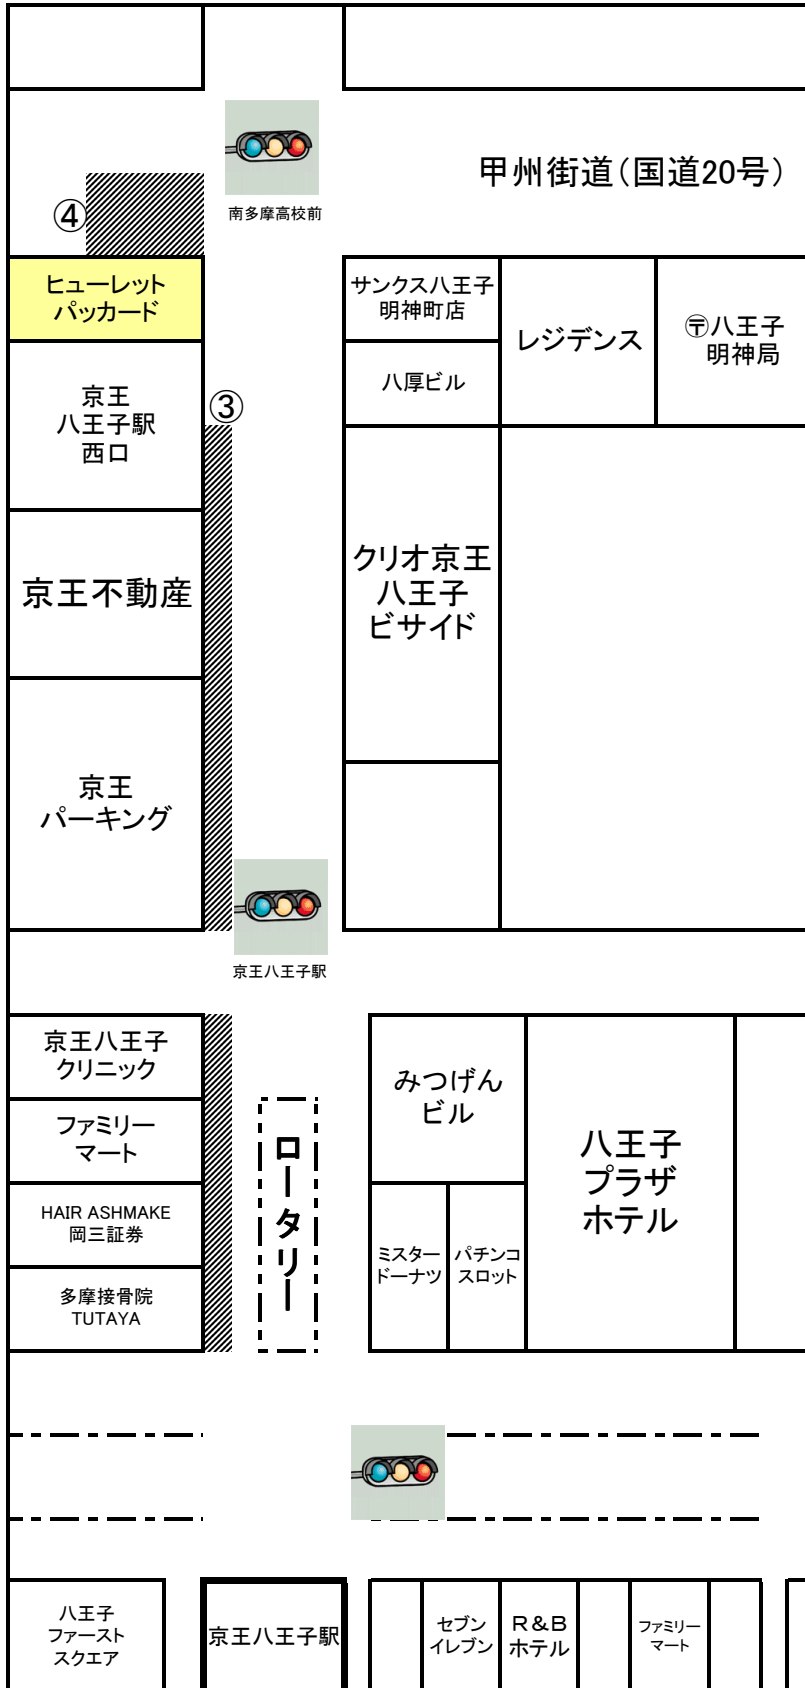 甲州街道（国道20号）
南多摩高校前
④
ヒューレット
パッカード
サンクス八王子
明神町店
レジデンス
〶八王子
明神局
八厚ビル
京王
八王子駅
西口
③
京王不動産
クリオ京王
八王子
ビサイド
京王
パーキング
京王八王子駅
京王八王子
クリニック
ファミリー
マート
HAIR ASHMAKE
岡三証券
多摩接骨院
TUTAYA
ロータリー
みつげん
ビル
ミスター
ドーナツ
パチンコ
スロット
八王子
プラザ
ホテル
八王子
ファースト
スクエア
京王八王子駅
セブン
イレブン
R&B
ホテル
ファミリー
マート